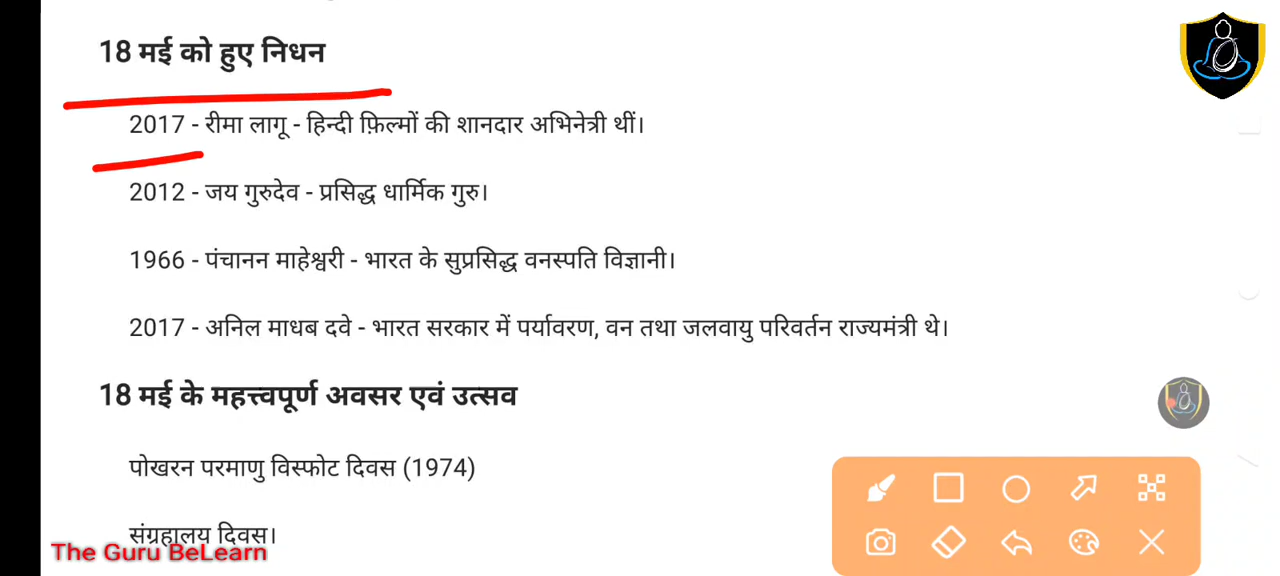 18 मई को हुए निधन
2017 - रीमा लागू - हिन्दी फ़िल्मों की शानदार अभिनेत्री थीं।
2012 - जय गुरुदेव - प्रसिद्ध धार्मिक गुरु।
1966 - पंचानन माहेश्वरी - भारत के सुप्रसिद्ध वनस्पति विज्ञानी।
2017 - अनिल माधब दवे - भारत सरकार में पर्यावरण, वन तथा जलवायु परिवर्तन राज्यमंत्री थे।
18 मई के महत्त्वपूर्ण अवसर एवं उत्सव
पोखरन परमाणु विस्फोट दिवस (1974)
संग्रहालय दिवस।
The Guru BeLearn